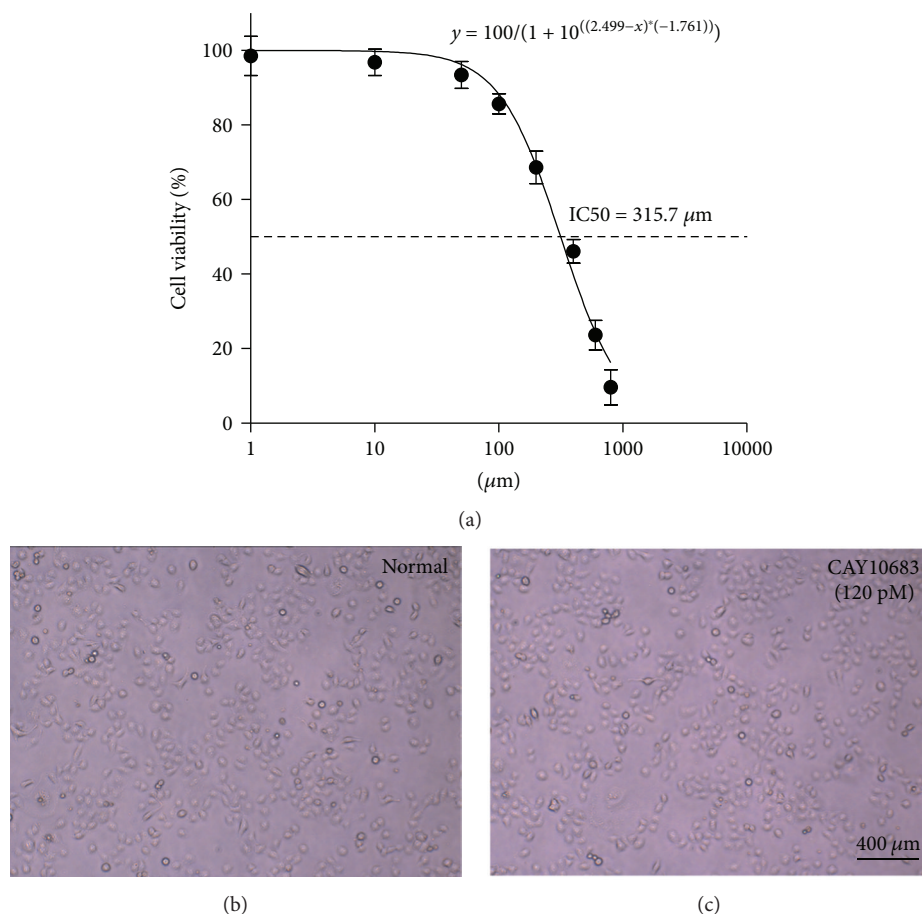 y = 100/(1 + 10^((2.499−x)*(−1.761)))
100
80
60
40
20
0
Cell viability (%)
IC50 = 315.7 μm
1
10
100
1000
10000
(μm)
(a)
Normal
CAY10683
(120 pM)
400 μm
(b)
(c)